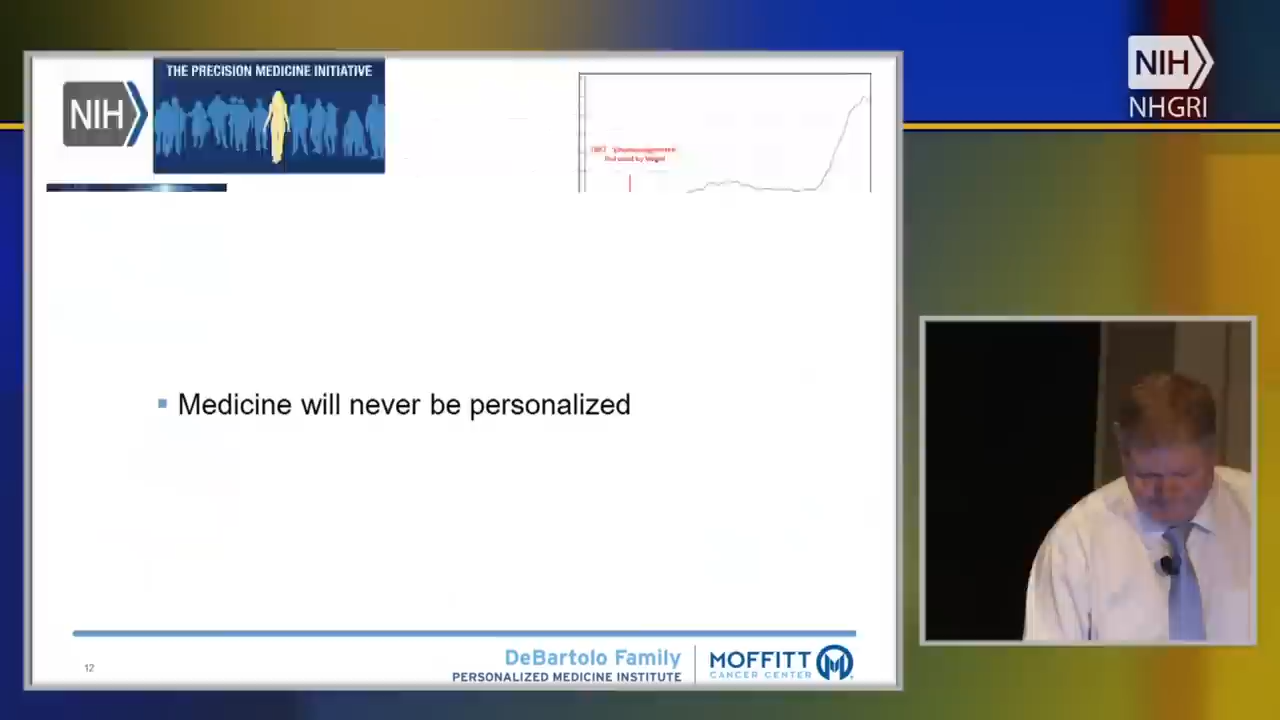 NIH
THE PRECISION MEDICINE INITIATIVE
NIH
NHGRI
Medicine will never be personalized
12
DeBartolo Family
PERSONALIZED MEDICINE INSTITUTE
MOFFITT
CANCER CENTER